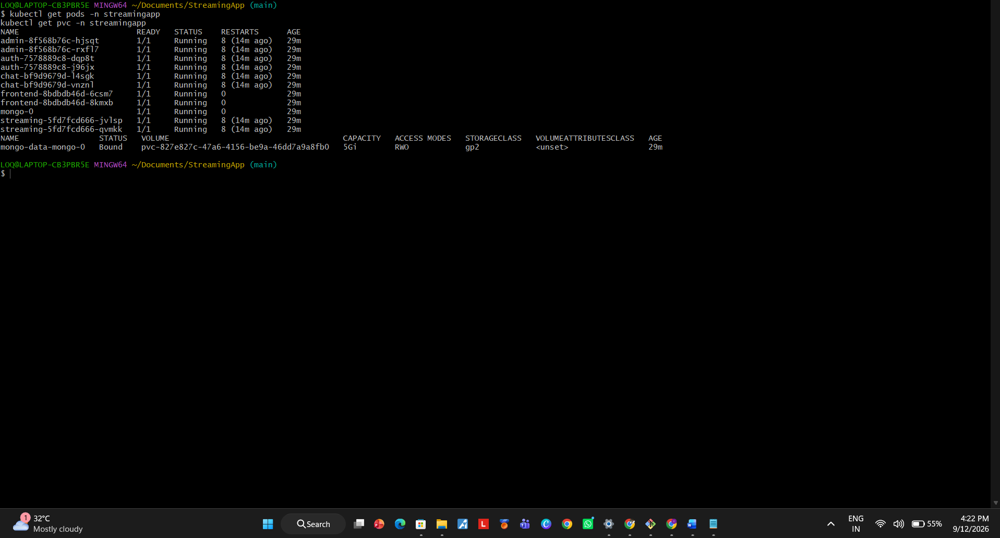 LOQ@LAPTOP-CB3PBR5E MINGW64 ~/Documents/StreamingApp (main)
$ kubectl get pods -n streamingapp
kubectl get pvc -n streamingapp
NAME READY STATUS RESTARTS AGE
admin-8f568b76c-hjsqt 1/1 Running 8 (14m ago) 29m
admin-8f568b76c-rxfl7 1/1 Running 8 (14m ago) 29m
auth-7578889c8-dqp8t 1/1 Running 8 (14m ago) 29m
auth-7578889c8-j96jx 1/1 Running 8 (14m ago) 29m
chat-bf9d9679d-l4sgk 1/1 Running 8 (14m ago) 29m
chat-bf9d9679d-vnznl 1/1 Running 8 (14m ago) 29m
frontend-8bdbdb46d-6csm7 1/1 Running 0 29m
frontend-8bdbdb46d-8kmxb 1/1 Running 0 29m
mongo-0 1/1 Running 0 29m
streaming-5fd7fcd666-jvlsp 1/1 Running 8 (14m ago) 29m
streaming-5fd7fcd666-qvmkk 1/1 Running 8 (14m ago) 29m
NAME STATUS VOLUME CAPACITY ACCESS MODES STORAGECLASS VOLUMEATTRIBUTESCLASS AGE
mongo-data-mongo-0 Bound pvc-827e827c-47a6-4156-be9a-46dd7a9a8fb0 5Gi RWO gp2 <unset> 29m
LOQ@LAPTOP-CB3PBR5E MINGW64 ~/Documents/StreamingApp (main)
$
1
32°C
Mostly cloudy
Search
ENG
IN
55%
4:22 PM
9/12/2026